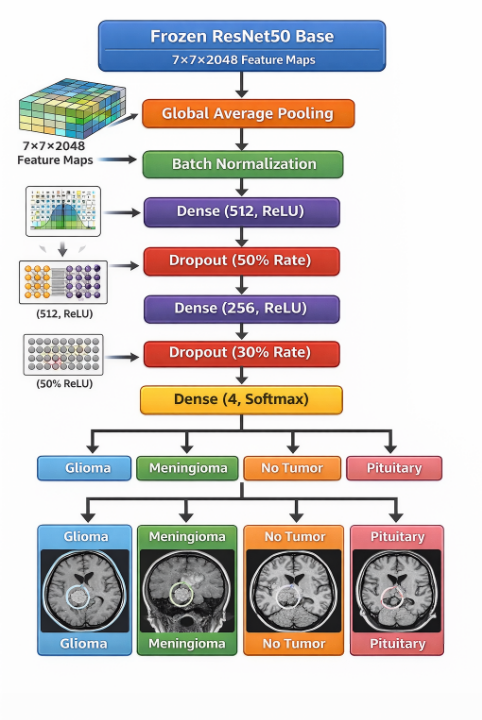 Frozen ResNet50 Base
7×7×2048 Feature Maps
Global Average Pooling
7×7×2048
Feature Maps
Batch Normalization
Dense (512, ReLU)
Dropout (50% Rate)
(512, ReLU)
Dense (256, ReLU)
Dropout (30% Rate)
(50% ReLU)
Dense (4, Softmax)
Glioma
Meningioma
No Tumor
Pituitary
Glioma
Meningioma
No Tumor
Pituitary
Glioma
Meningioma
No Tumor
Pituitary